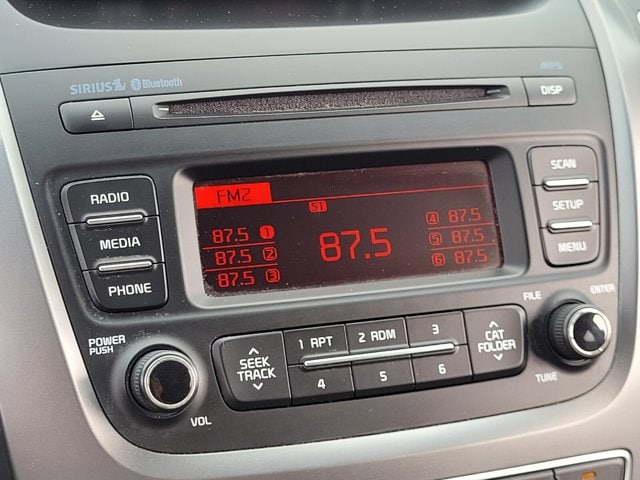 SIRIUS Bluetooth MP3
DISP
RADIO
MEDIA
PHONE
FM2
ST
87.5 1
87.5 2
87.5 3
87.5
4 87.5
5 87.5
6 87.5
SCAN
SETUP
MENU
POWER
PUSH
VOL
SEEK
TRACK
1 RPT 2 RDM 3
4 5 6
CAT
FOLDER
FILE
ENTER
TUNE